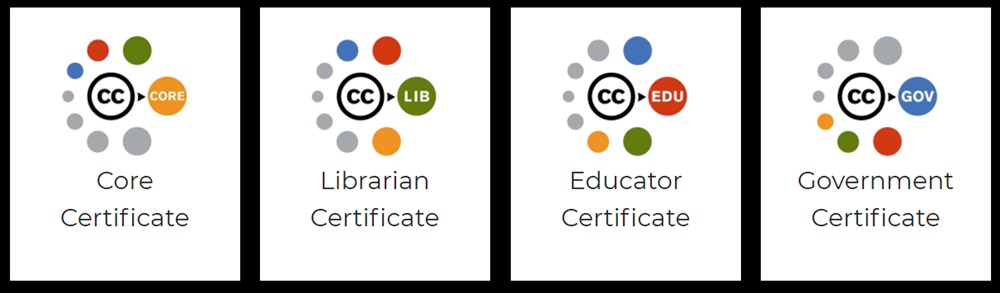 CC CORE
Core
Certificate
CC LIB
Librarian
Certificate
CC EDU
Educator
Certificate
CC GOV
Government
Certificate